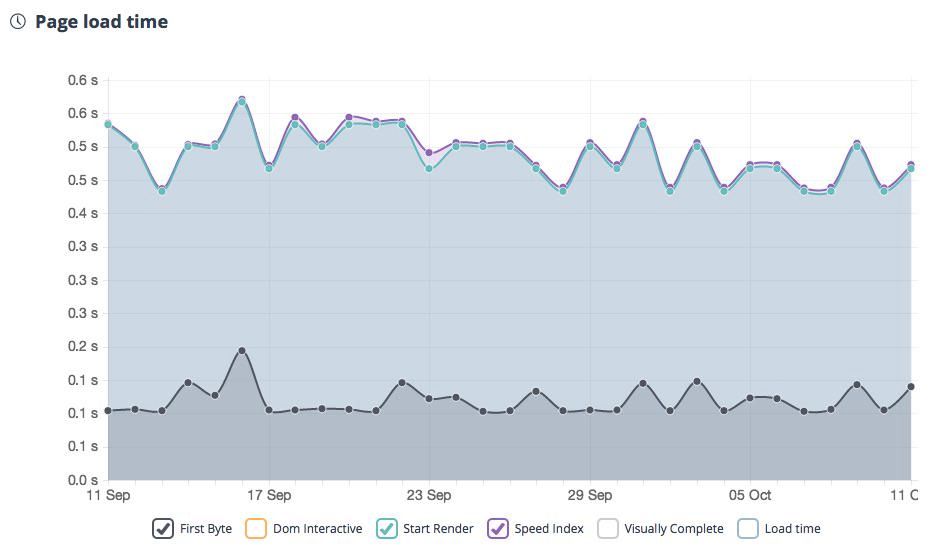 Page load time
0.6 s
0.6 s
0.5 s
0.5 s
0.4 s
0.3 s
0.3 s
0.3 s
0.2 s
0.1 s
0.1 s
0.1 s
0.0 s
11 Sep 17 Sep 23 Sep 29 Sep 05 Oct 11 O
First Byte Dom Interactive Start Render Speed Index Visually Complete Load time